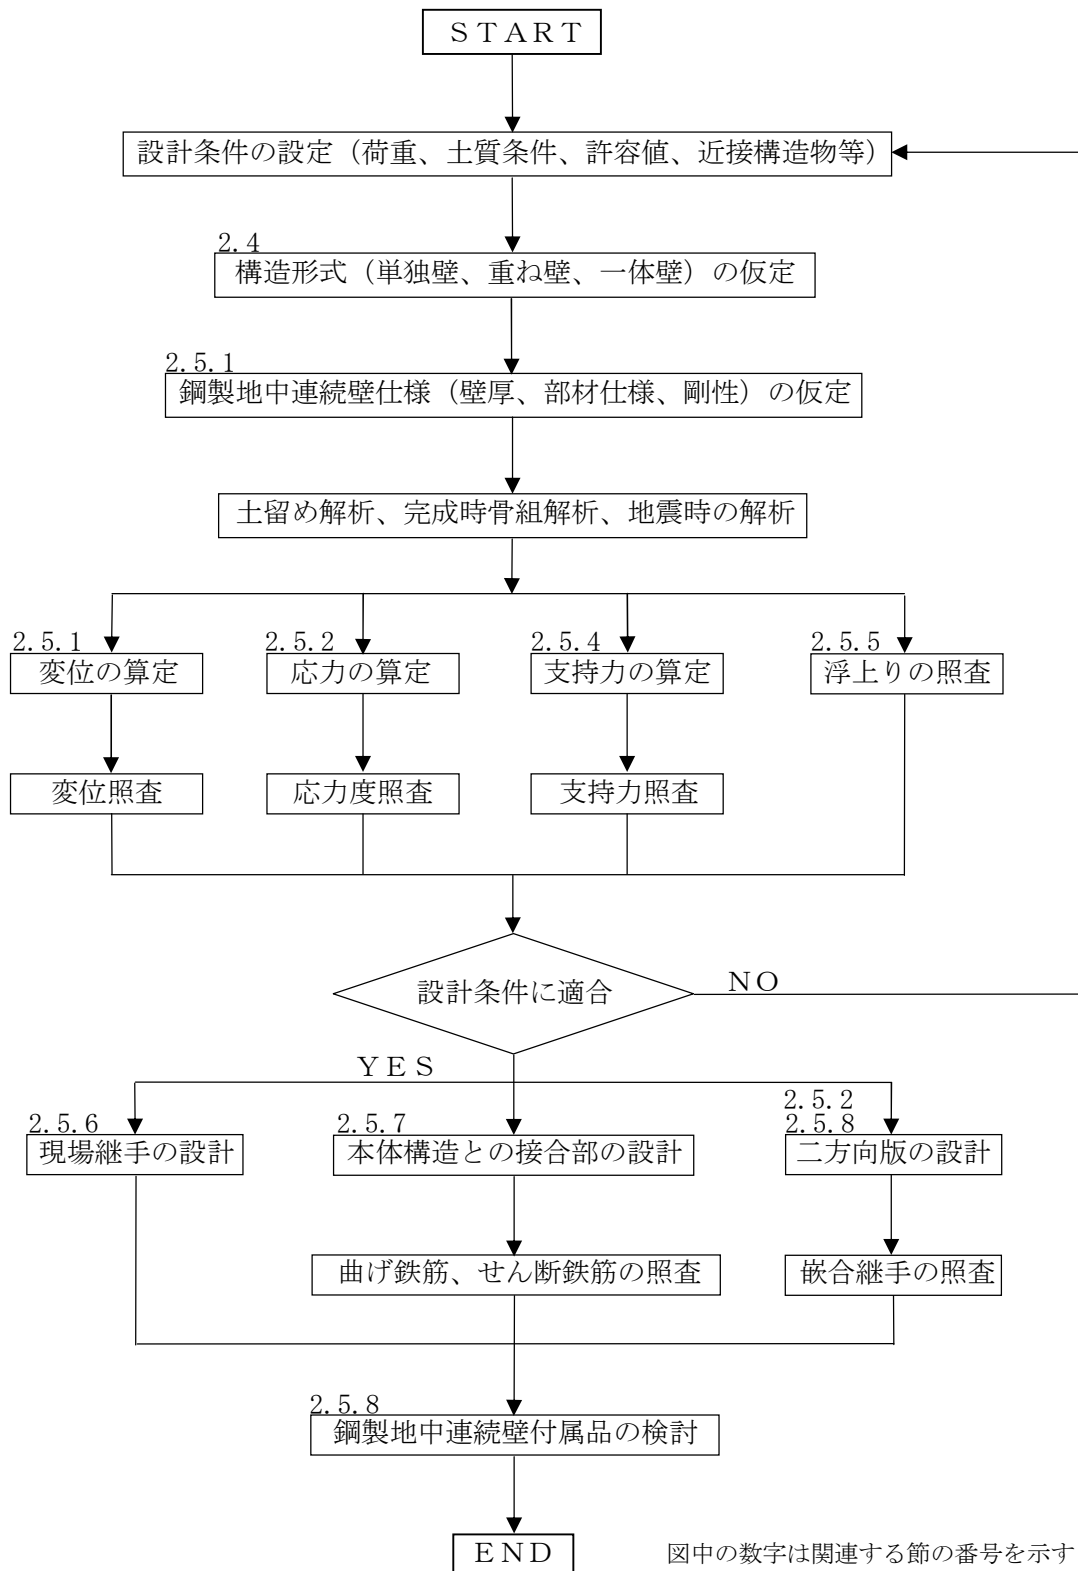 ＳＴＡＲＴ
設計条件の設定（荷重、土質条件、許容値、近接構造物等）
2.4
構造形式（単独壁、重ね壁、一体壁）の仮定
2.5.1
鋼製地中連続壁仕様（壁厚、部材仕様、剛性）の仮定
土留め解析、完成時骨組解析、地震時の解析
2.5.1
変位の算定
2.5.2
応力の算定
2.5.4
支持力の算定
2.5.5
浮上りの照査
変位照査
応力度照査
支持力照査
設計条件に適合
ＮＯ
ＹＥＳ
2.5.6
現場継手の設計
2.5.7
本体構造との接合部の設計
2.5.2
2.5.8
二方向版の設計
曲げ鉄筋、せん断鉄筋の照査
嵌合継手の照査
2.5.8
鋼製地中連続壁付属品の検討
ＥＮＤ
図中の数字は関連する節の番号を示す